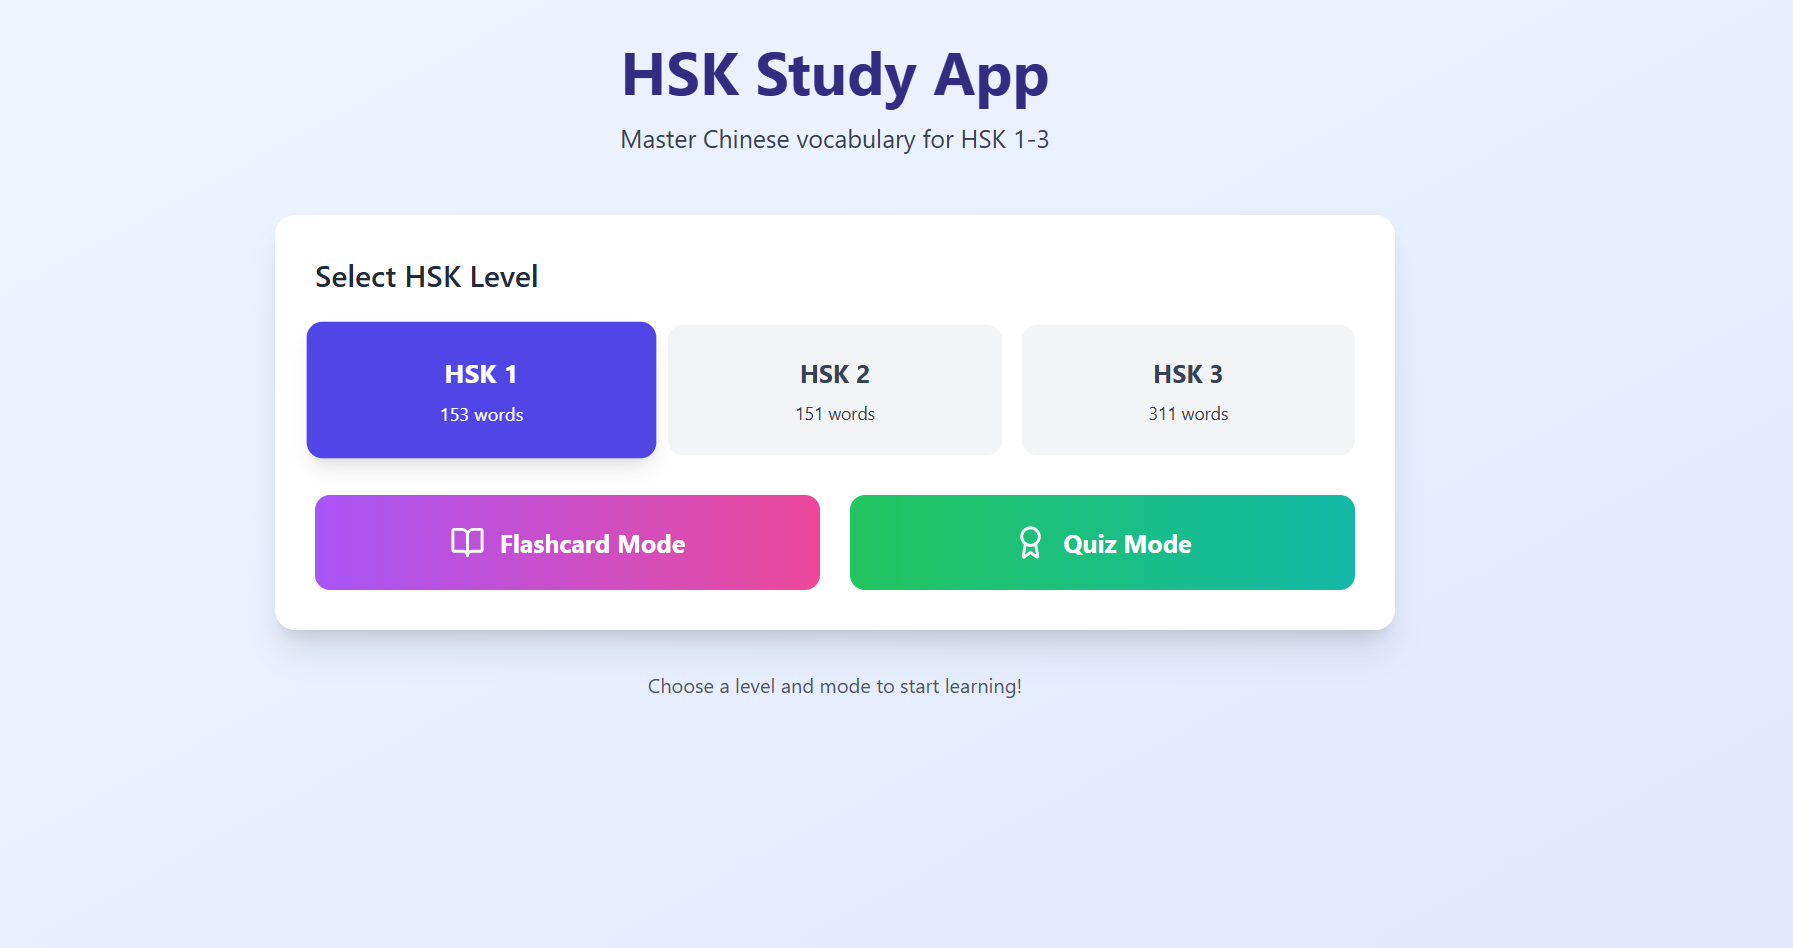 HSK Study App
Master Chinese vocabulary for HSK 1-3
Select HSK Level
HSK 1
153 words
HSK 2
151 words
HSK 3
311 words
Flashcard Mode
Quiz Mode
Choose a level and mode to start learning!